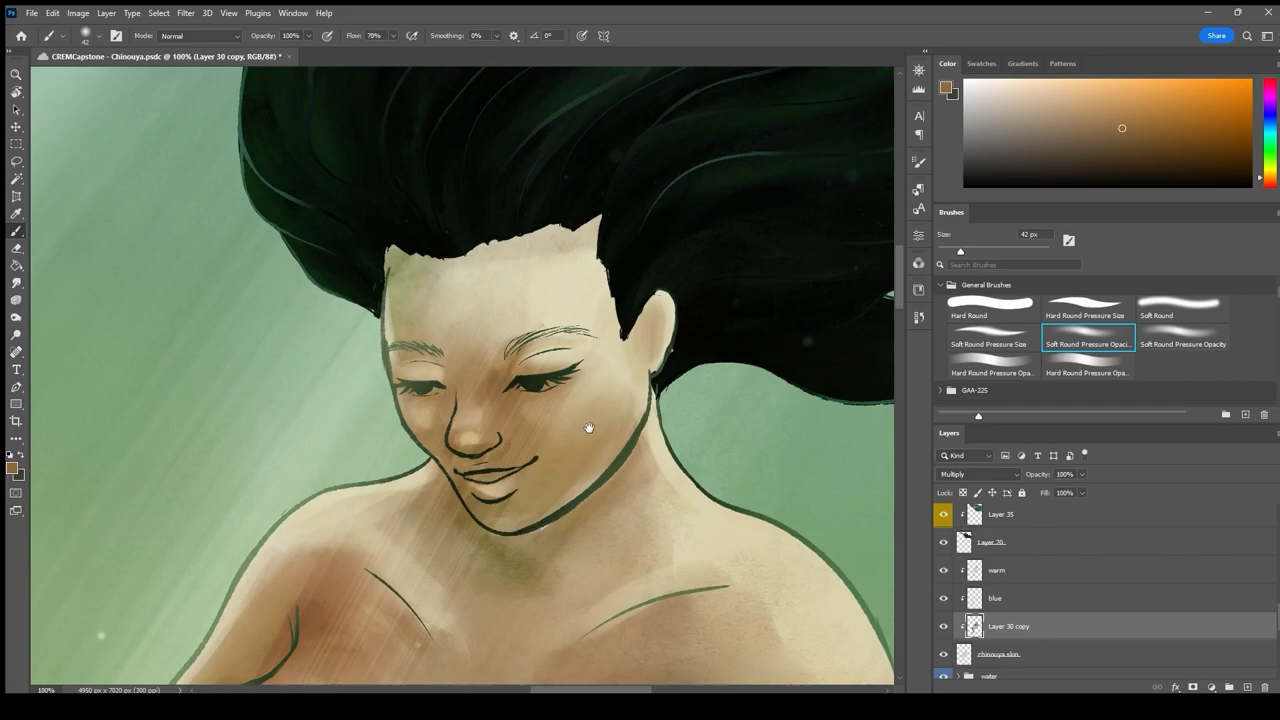 Ps File Edit Image Layer Type Select Filter 3D View Plugins Window Help
42 Mode: Normal Opacity: 100% Flow: 70% Smoothing: 0% 0° Share
CREMCapstone - Chinouya.psdc @ 100% (Layer 30 copy, RGB/8#) *
Color Swatches Gradients Patterns
Brushes
Size: 42 px
Search Brushes
General Brushes
Hard Round Hard Round Pressure Size Soft Round
Soft Round Pressure Size Soft Round Pressure Opaci... Soft Round Pressure Opacity
Hard Round Pressure Opa... Hard Round Pressure Opa...
GAA-225
Layers
Kind
Multiply Opacity: 100%
Lock: Fill: 100%
Layer 35
Layer 20
warm
blue
Layer 30 copy
chinouya skin
water
100% 4950 px x 7020 px (300 ppi)